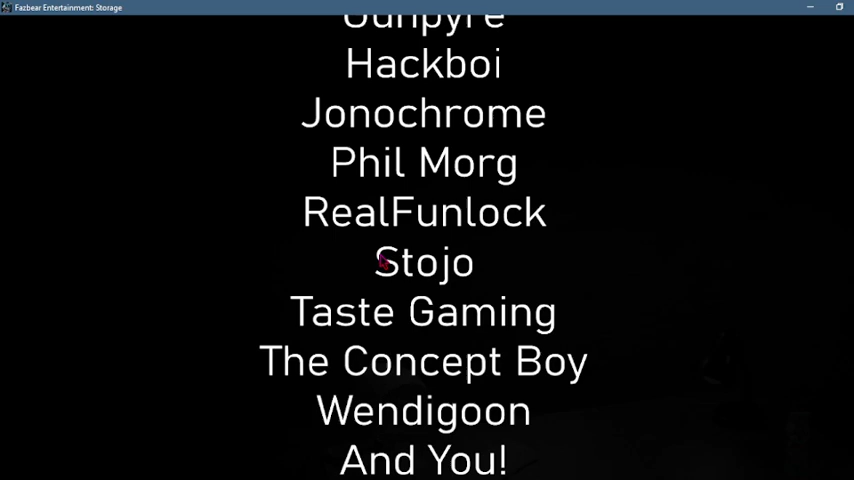 Fazbear Entertainment: Storage
Hackboi
Jonochrome
Phil Morg
RealFunlock
Stojo
Taste Gaming
The Concept Boy
Wendigoon
And You!